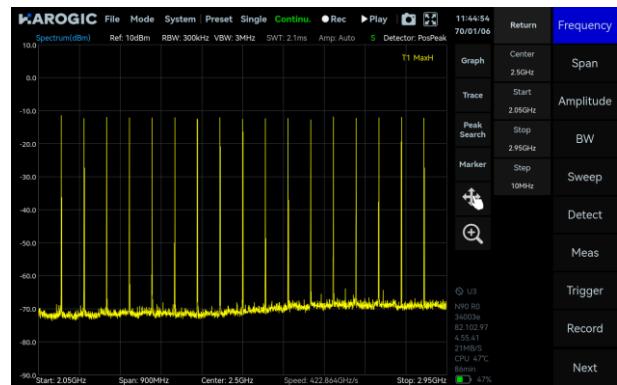 HAROGIC File Mode System Preset Single Continu. Rec Play
11:44:54
70/01/06
Spectrum(dBm) Ref: 10dBm RBW: 300kHz VBW: 3MHz SWT: 2.1ms Amp: Auto S Detector: PosPeak
T1 MaxH
10.0
0.0
-10.0
-20.0
-30.0
-40.0
-50.0
-60.0
-70.0
-90.0
Start: 2.05GHz Span: 900MHz Center: 2.5GHz Speed: 422.864GHz/s Stop: 2.95GHz
Graph
Trace
Peak
Search
Marker
U3
N90 R0
34003e
82.102.97
4.55.41
21MB/S
CPU 47°C
86min
47%
Return
Center
2.5GHz
Start
2.05GHz
Stop
2.95GHz
Step
10MHz
Frequency
Span
Amplitude
BW
Sweep
Detect
Meas
Trigger
Record
Next